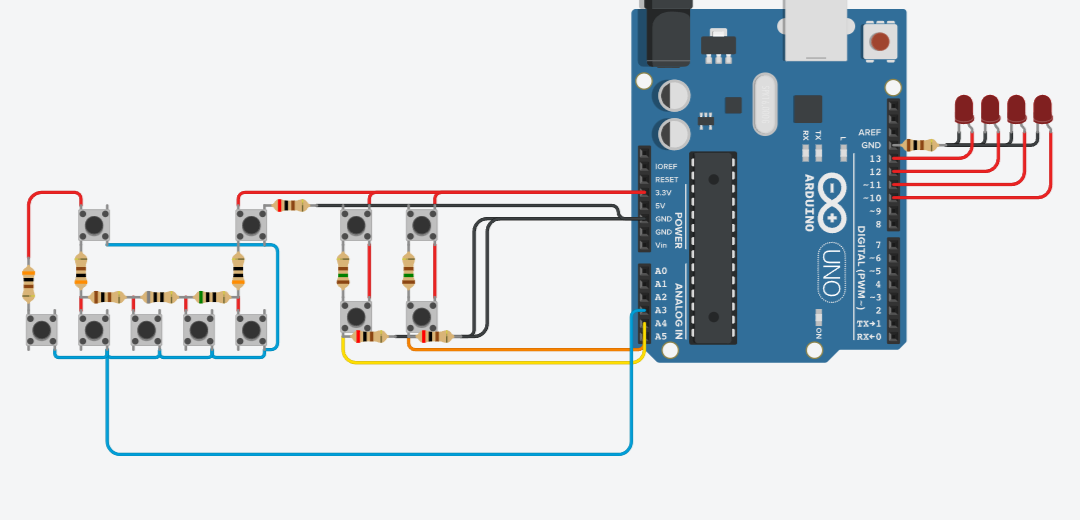 IOREF
RESET
3.3V
5V
GND
GND
Vin
POWER
A0
A1
A2
A3
A4
A5
ANALOG IN
RX
TX
L
ARDUINO
UNO
ON
AREF
GND
13
12
~11
~10
~9
8
7
~6
~5
4
~3
2
TX→1
RX←0
DIGITAL (PWM~)